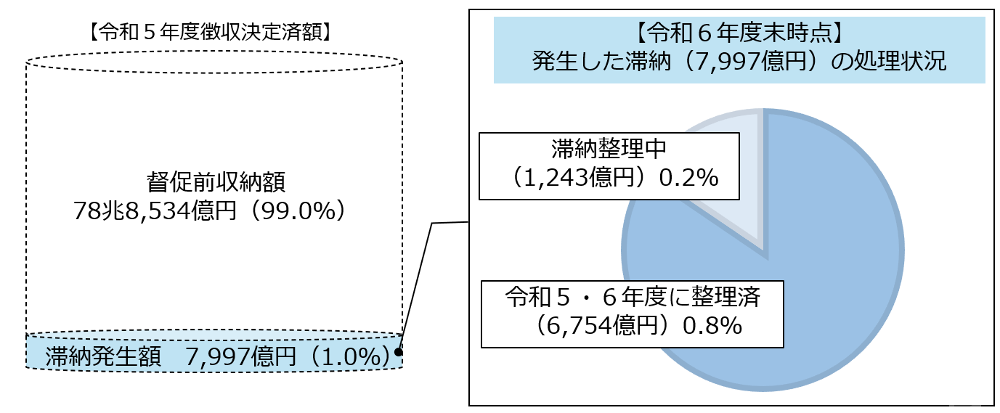 【令和５年度徴収決定済額】
督促前収納額
78兆8,534億円（99.0%）
滞納発生額　7,997億円（1.0%）
【令和６年度末時点】
発生した滞納（7,997億円）の処理状況
滞納整理中
（1,243億円）0.2%
令和５・６年度に整理済
（6,754億円）0.8%